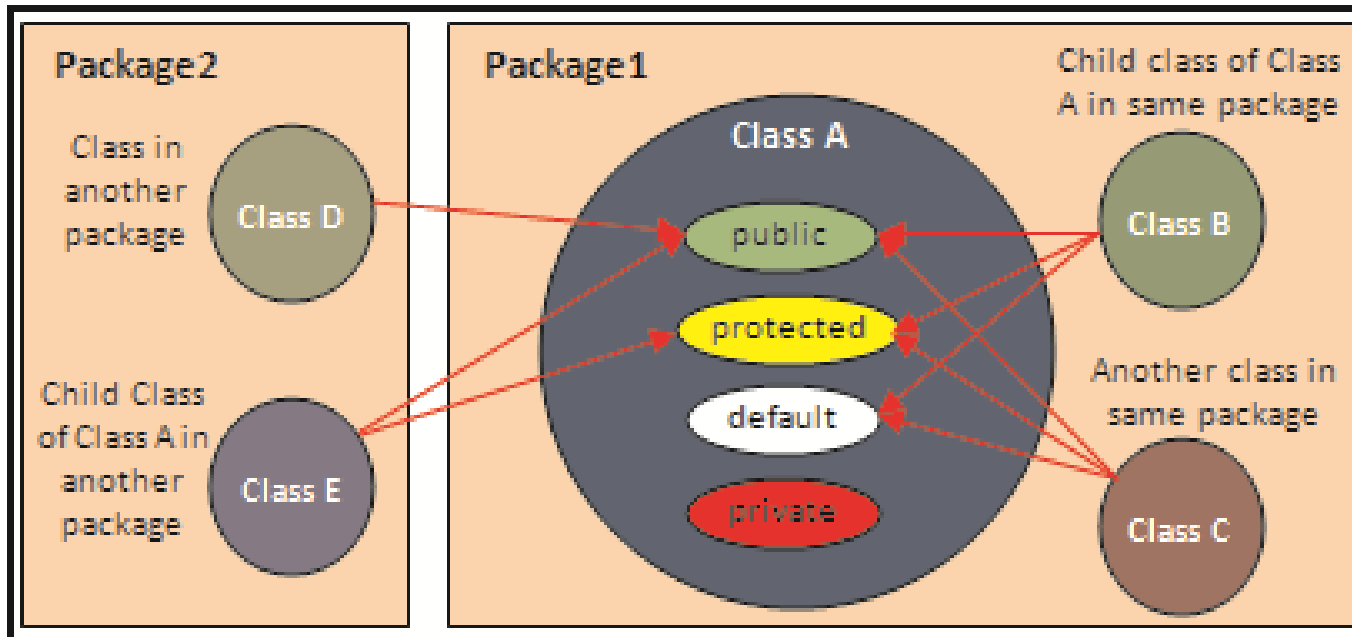 Package2
Class in
another
package
Class D
Child Class
of Class A in
another
package
Class E
Package1
Class A
public
protected
default
private
Child class of Class
A in same package
Class B
Another class in
same package
Class C